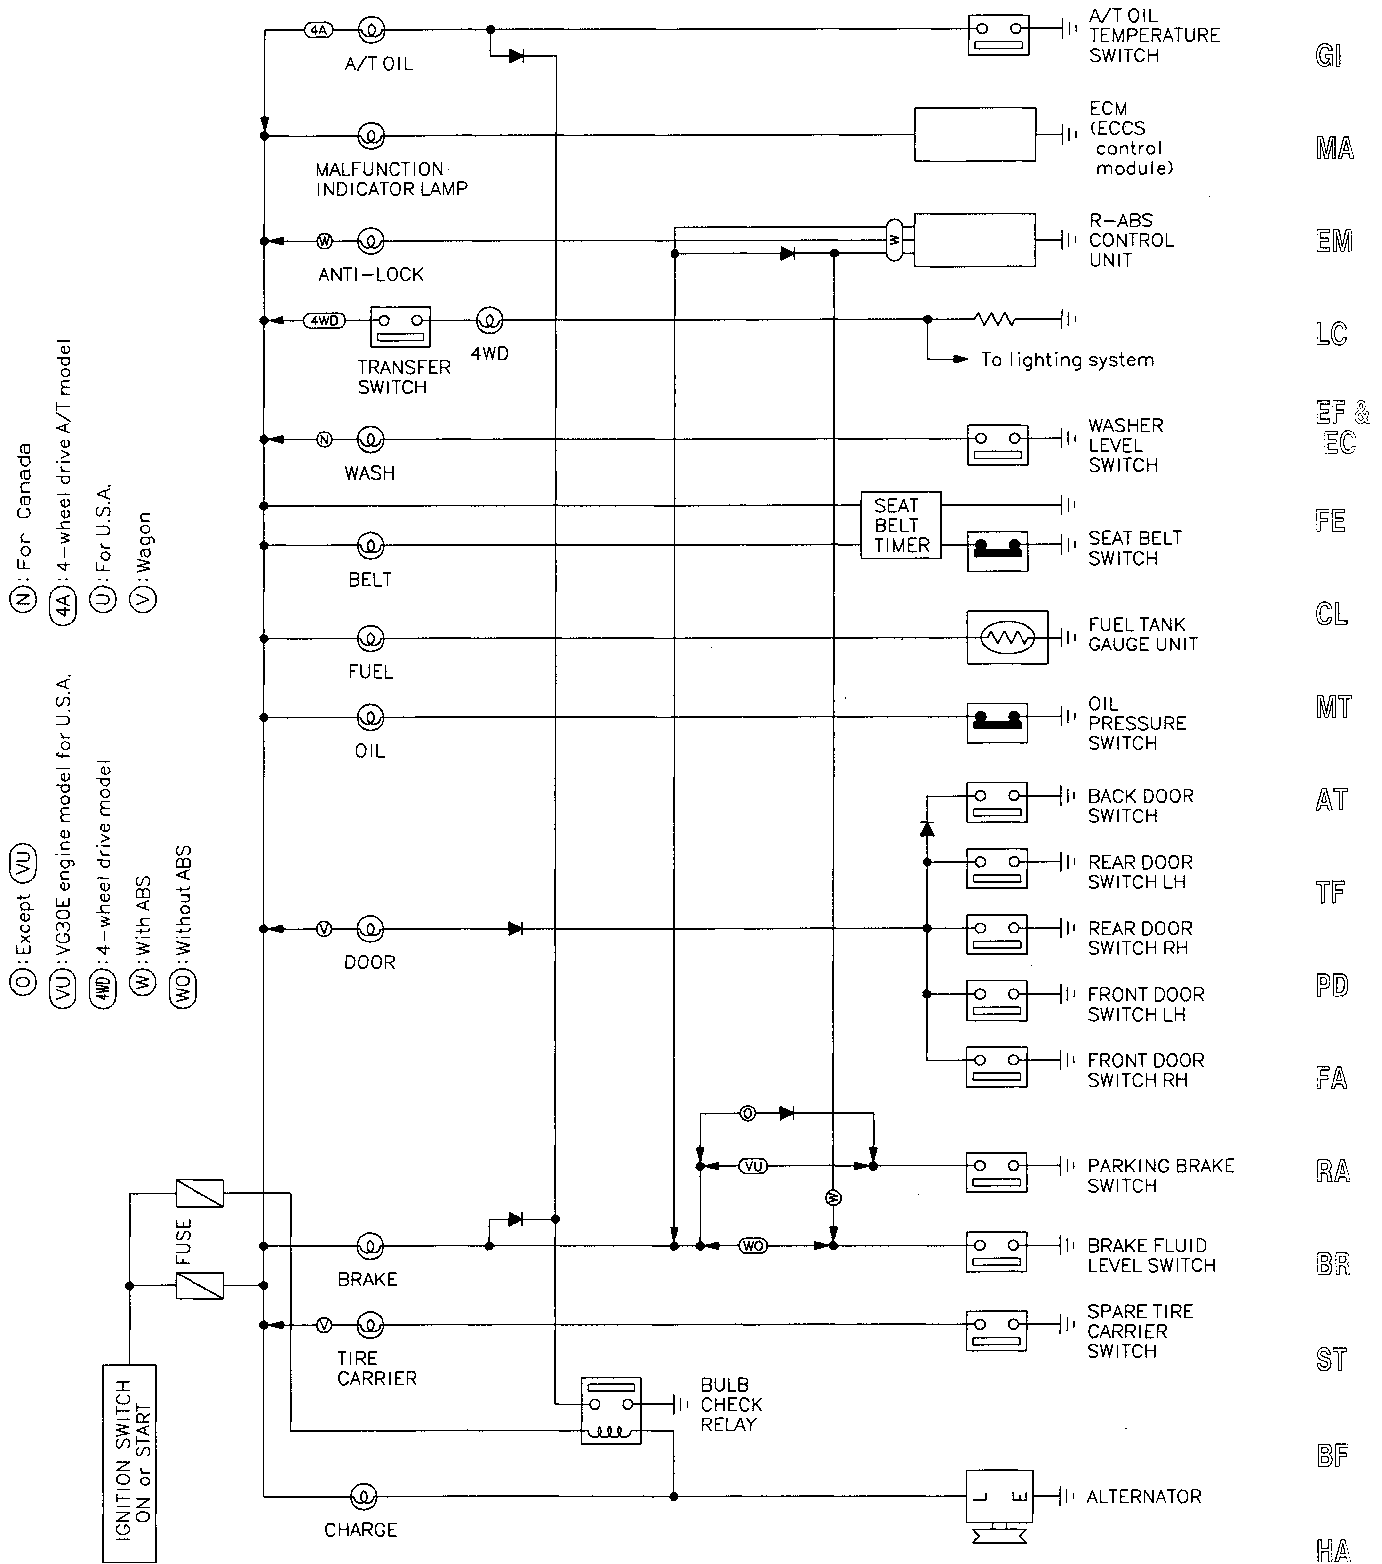 4A
A/T OIL
A/T OIL
TEMPERATURE
SWITCH
GI
MALFUNCTION
INDICATOR LAMP
ECM
(ECCS
control
module)
MA
W
ANTI-LOCK
W
R-ABS
CONTROL
UNIT
EM
4WD
TRANSFER
SWITCH
4WD
To lighting system
LC
N
WASH
WASHER
LEVEL
SWITCH
EF &
EC
SEAT
BELT
TIMER
BELT
SEAT BELT
SWITCH
FE
FUEL
FUEL TANK
GAUGE UNIT
CL
OIL
OIL
PRESSURE
SWITCH
MT
BACK DOOR
SWITCH
AT
REAR DOOR
SWITCH LH
TF
V
DOOR
REAR DOOR
SWITCH RH
PD
FRONT DOOR
SWITCH LH
FRONT DOOR
SWITCH RH
FA
O
VU
PARKING BRAKE
SWITCH
RA
W
FUSE
BRAKE
WO
BRAKE FLUID
LEVEL SWITCH
BR
V
TIRE
CARRIER
SPARE TIRE
CARRIER
SWITCH
ST
BULB
CHECK
RELAY
BF
IGNITION SWITCH
ON or START
CHARGE
L E
ALTERNATOR
HA
N : For Canada
4A : 4-wheel drive A/T model
U : For U.S.A.
V : Wagon
O : Except VU
VU : VG30E engine model for U.S.A.
4WD : 4-wheel drive model
W : With ABS
WO : Without ABS